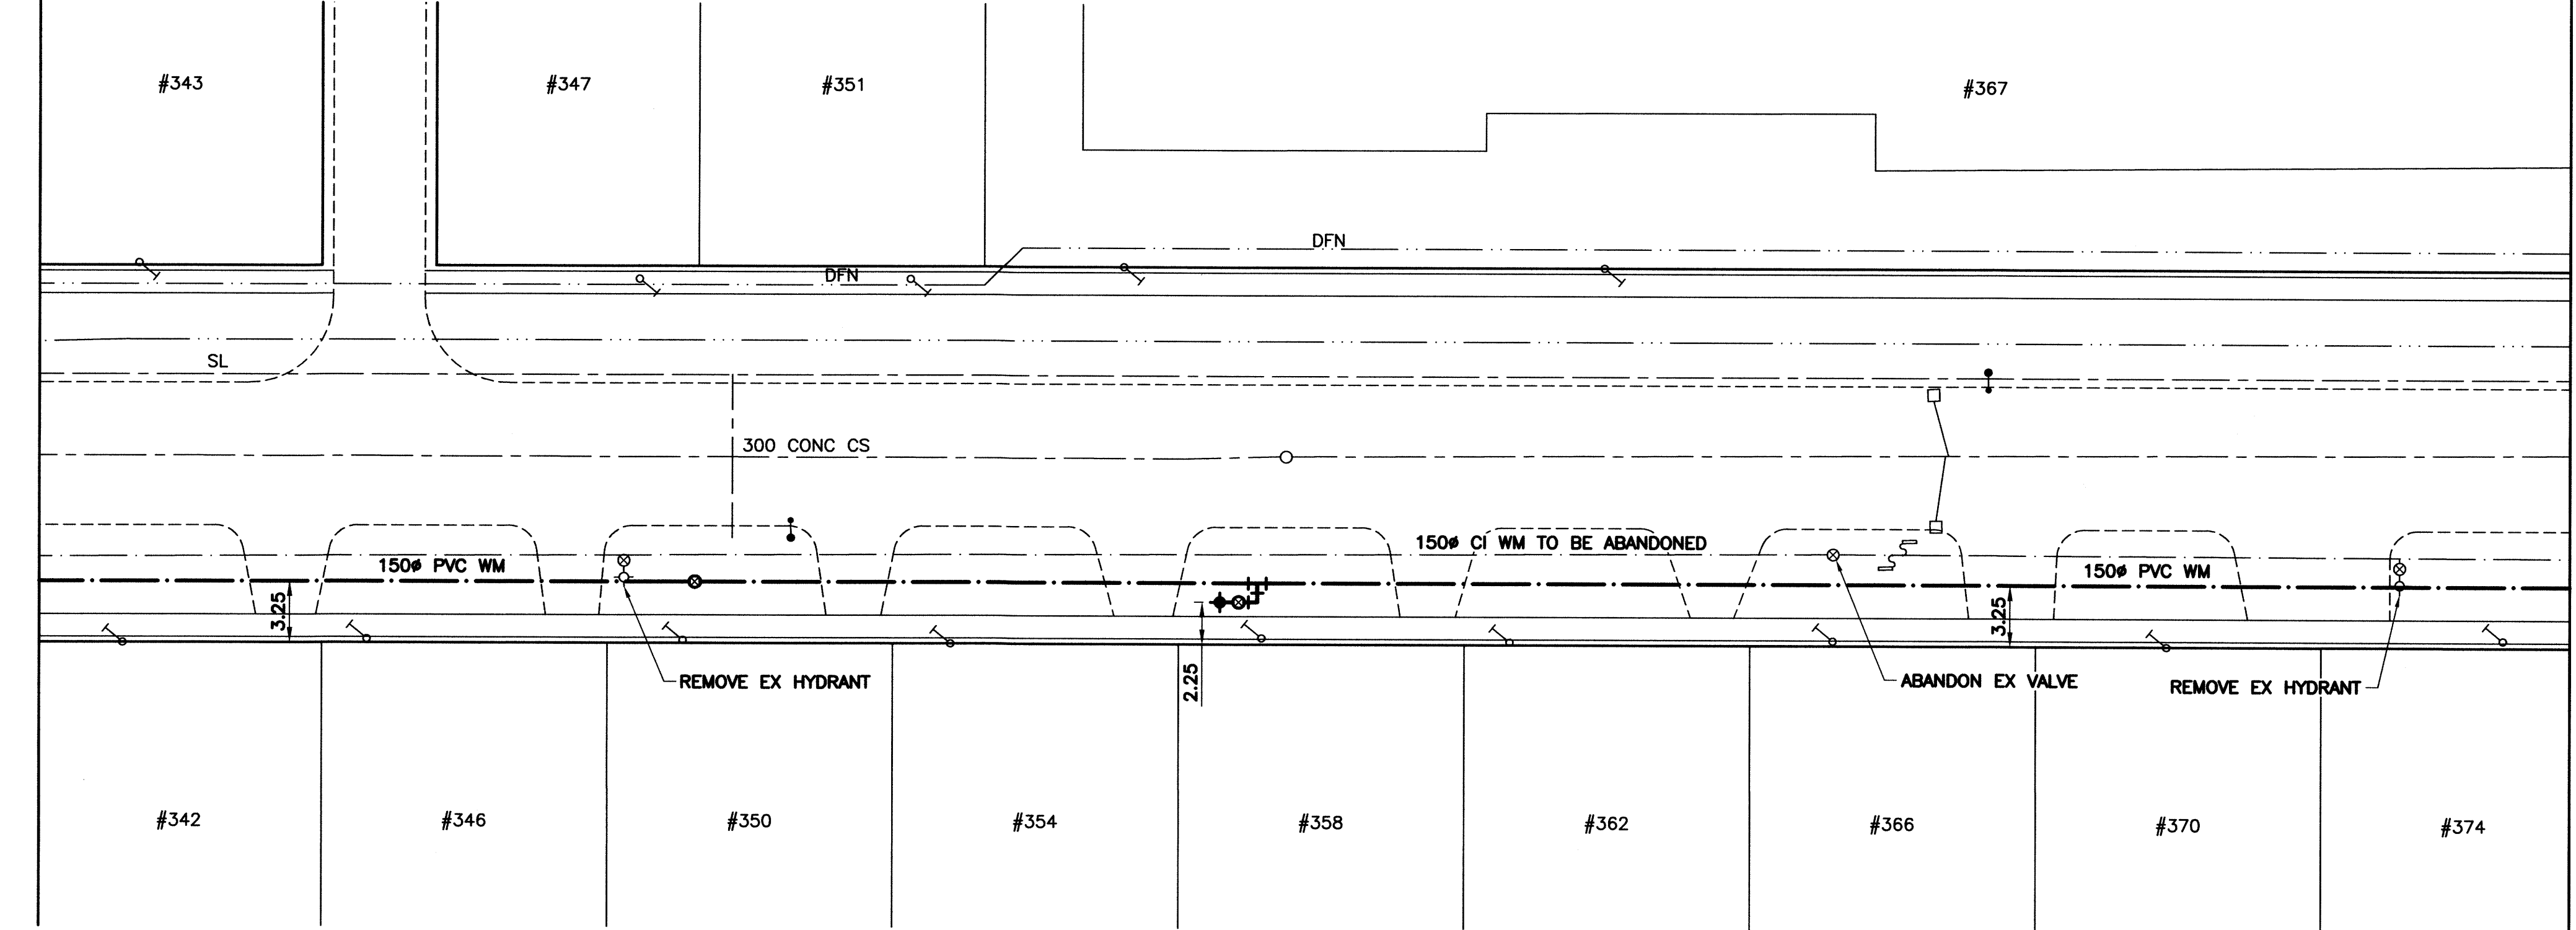 #343
#347
#351
#367
DFN
DFN
SL
300 CONC CS
150ø CI WM TO BE ABANDONED
150ø PVC WM
150ø PVC WM
3.25
3.25
2.25
REMOVE EX HYDRANT
ABANDON EX VALVE
REMOVE EX HYDRANT
#342
#346
#350
#354
#358
#362
#366
#370
#374